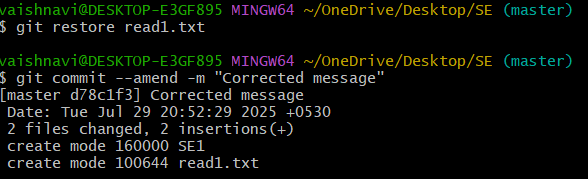 vaishnavi@DESKTOP-E3GF895 MINGW64 ~/OneDrive/Desktop/SE (master)
$ git restore read1.txt
vaishnavi@DESKTOP-E3GF895 MINGW64 ~/OneDrive/Desktop/SE (master)
$ git commit --amend -m "Corrected message"
[master d78c1f3] Corrected message
Date: Tue Jul 29 20:52:29 2025 +0530
2 files changed, 2 insertions(+)
create mode 160000 SE1
create mode 100644 read1.txt